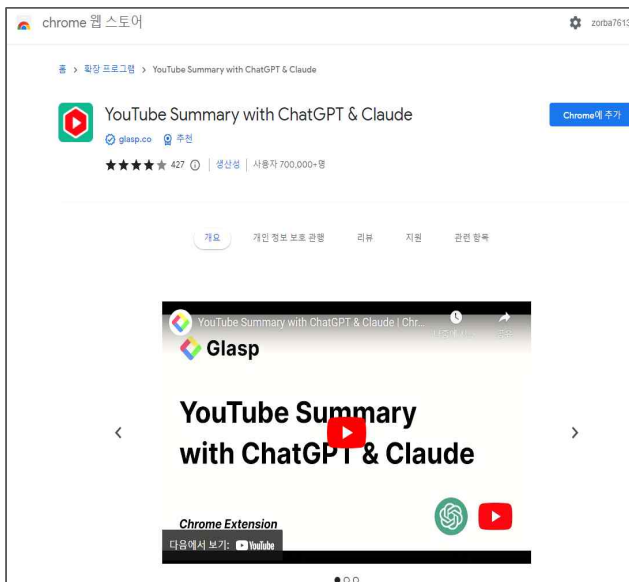 chrome 웹 스토어
zorba7613
홈 > 확장 프로그램 > YouTube Summary with ChatGPT & Claude
YouTube Summary with ChatGPT & Claude
Chrome에 추가
glasp.co 추천
427 | 생산성 | 사용자 700,000+명
개요 개인 정보 보호 관행 리뷰 지원 관련 항목
YouTube Summary with ChatGPT & Claude | Chr...
Glasp
YouTube Summary
with ChatGPT & Claude
Chrome Extension
다음에서 보기: YouTube